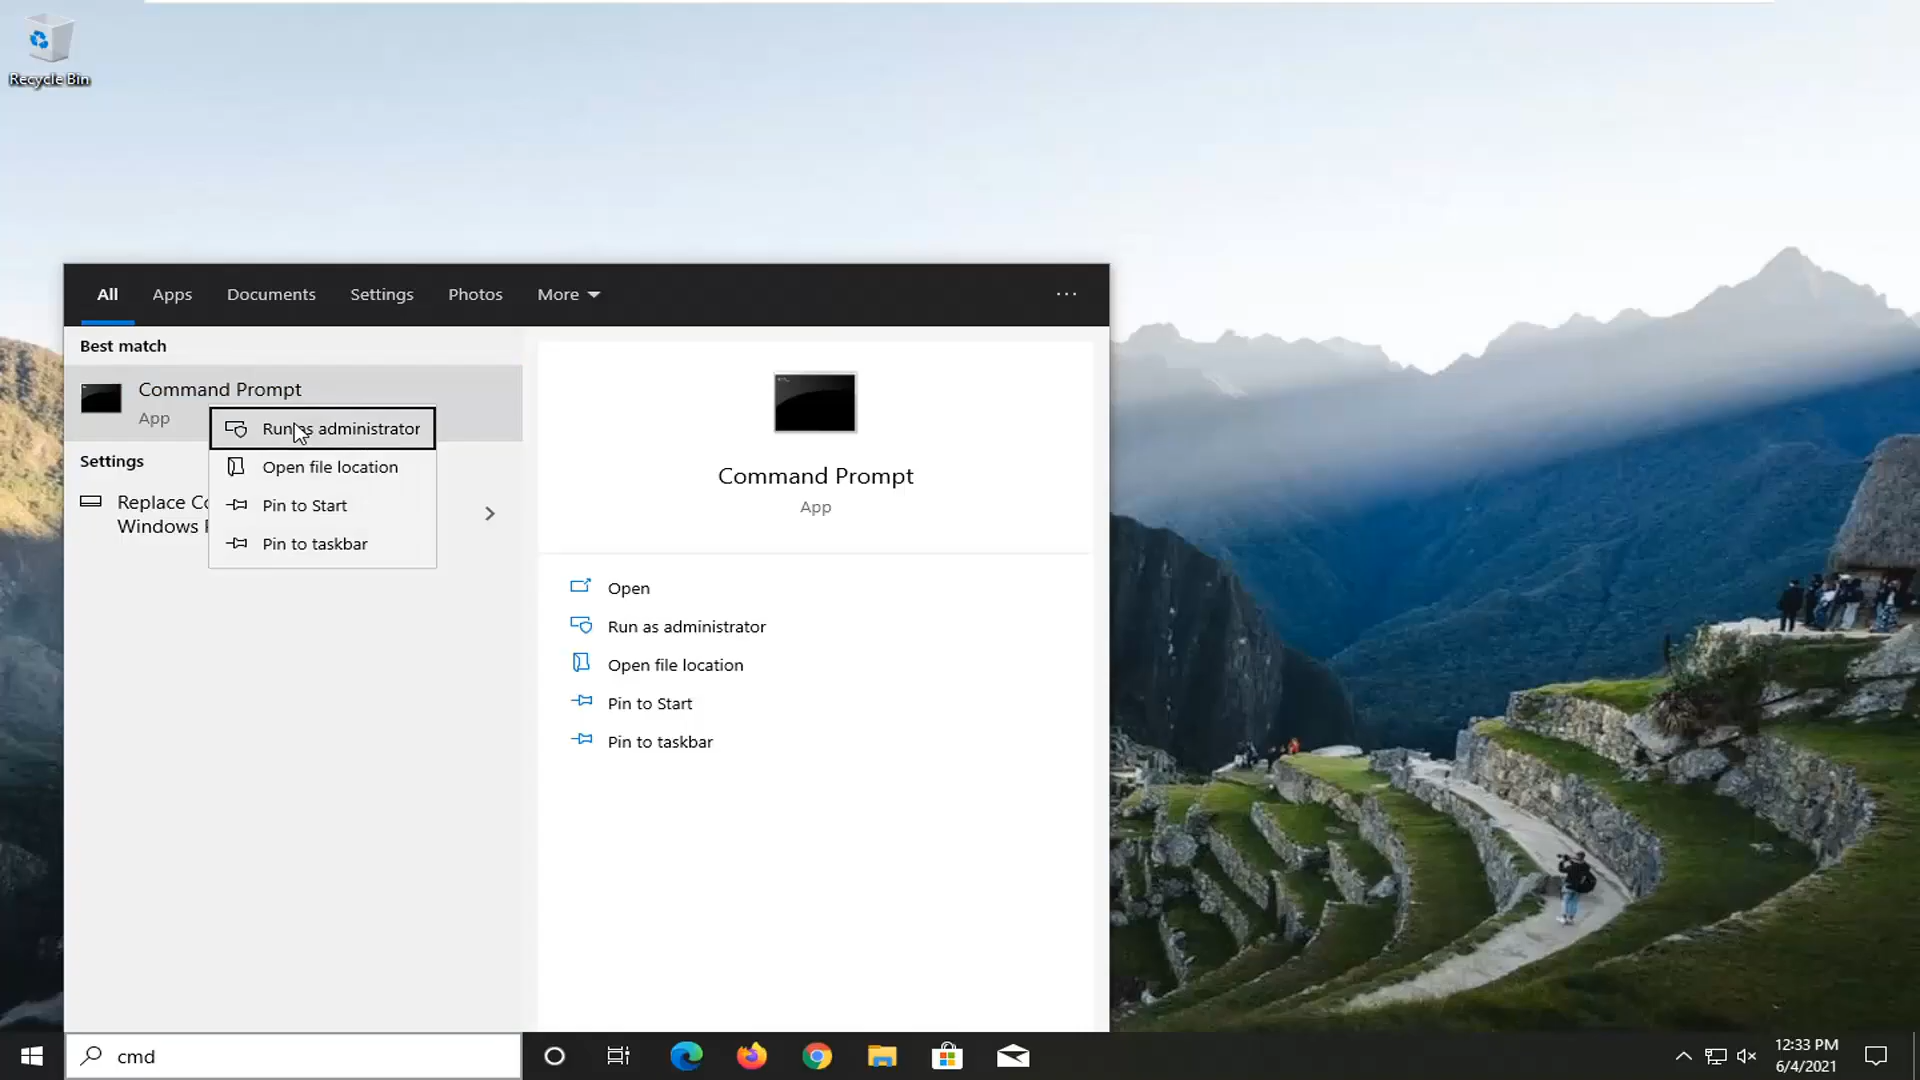 Recycle Bin
All Apps Documents Settings Photos More ...
Best match
Command Prompt
App
Run as administrator
Open file location
Pin to Start
Pin to taskbar
Settings
Replace
Windows
Command Prompt
App
Open
Run as administrator
Open file location
Pin to Start
Pin to taskbar
cmd
12:33 PM
6/4/2021